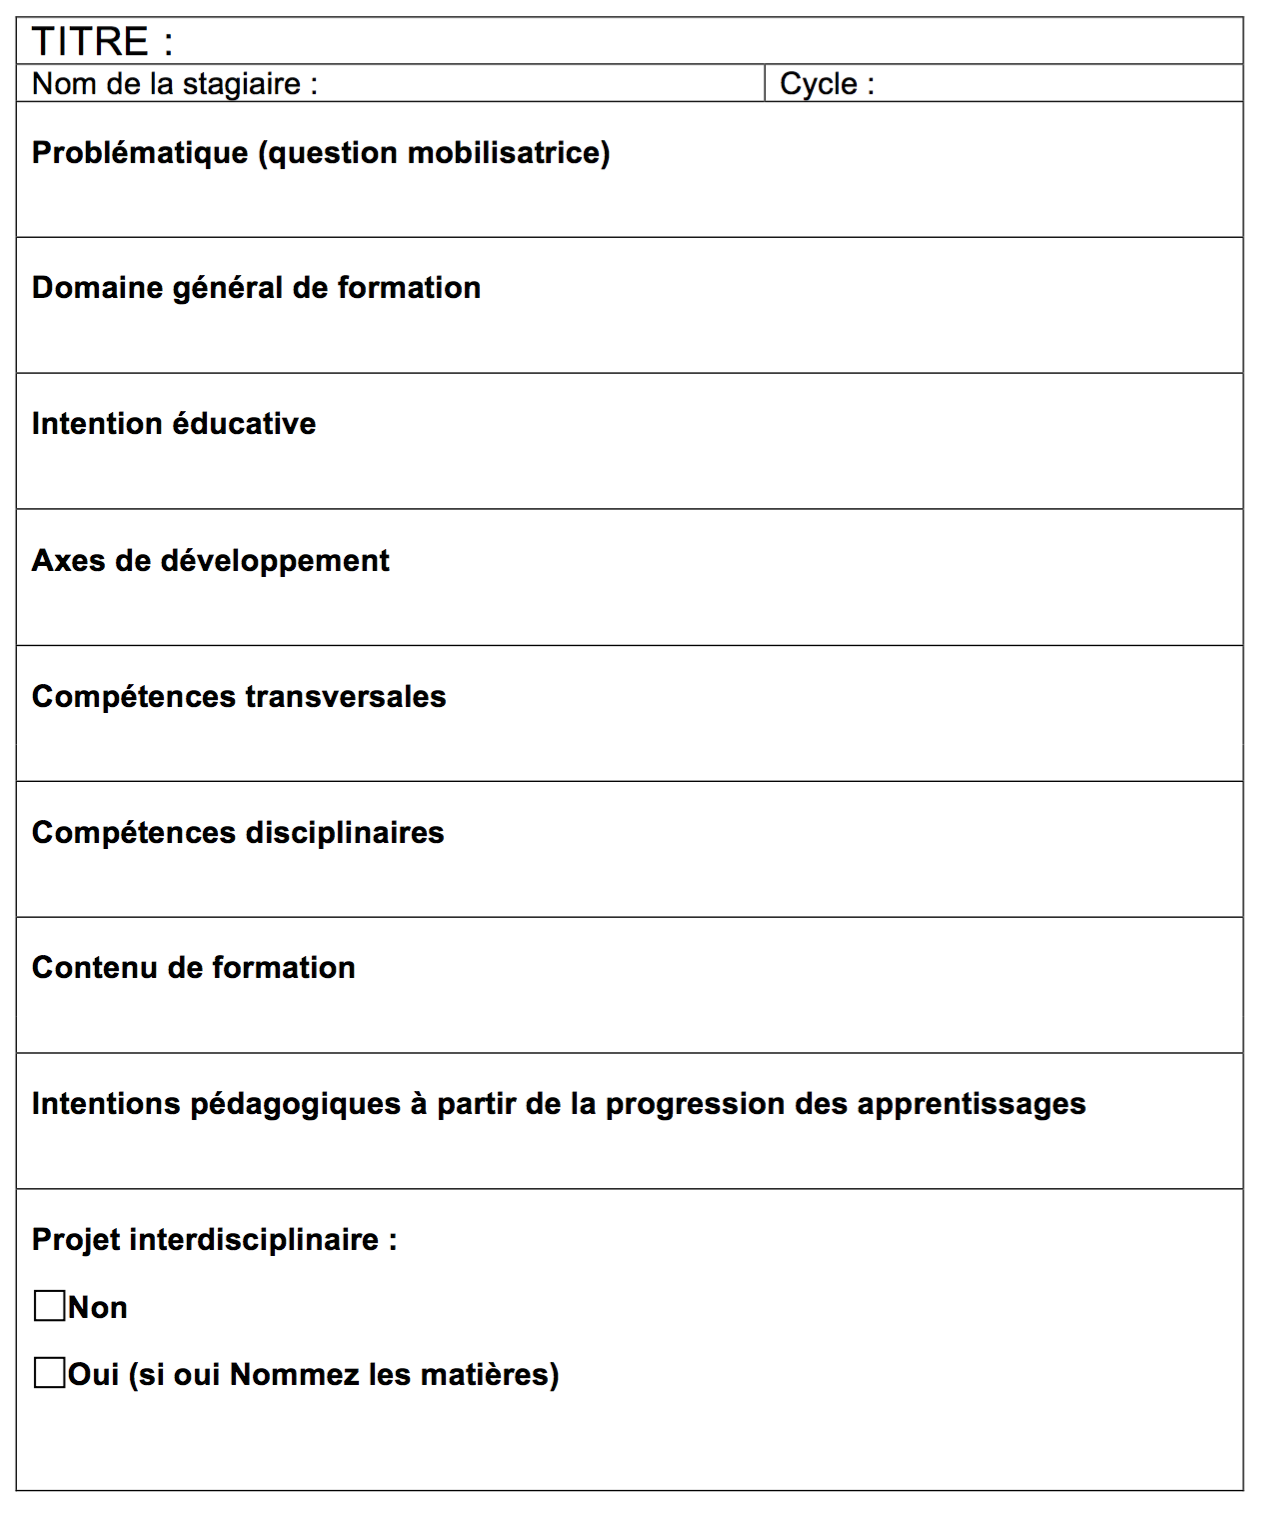 TITRE :
Nom de la stagiaire :
Cycle :
Problématique (question mobilisatrice)
Domaine général de formation
Intention éducative
Axes de développement
Compétences transversales
Compétences disciplinaires
Contenu de formation
Intentions pédagogiques à partir de la progression des apprentissages
Projet interdisciplinaire :
Non
Oui (si oui Nommez les matières)